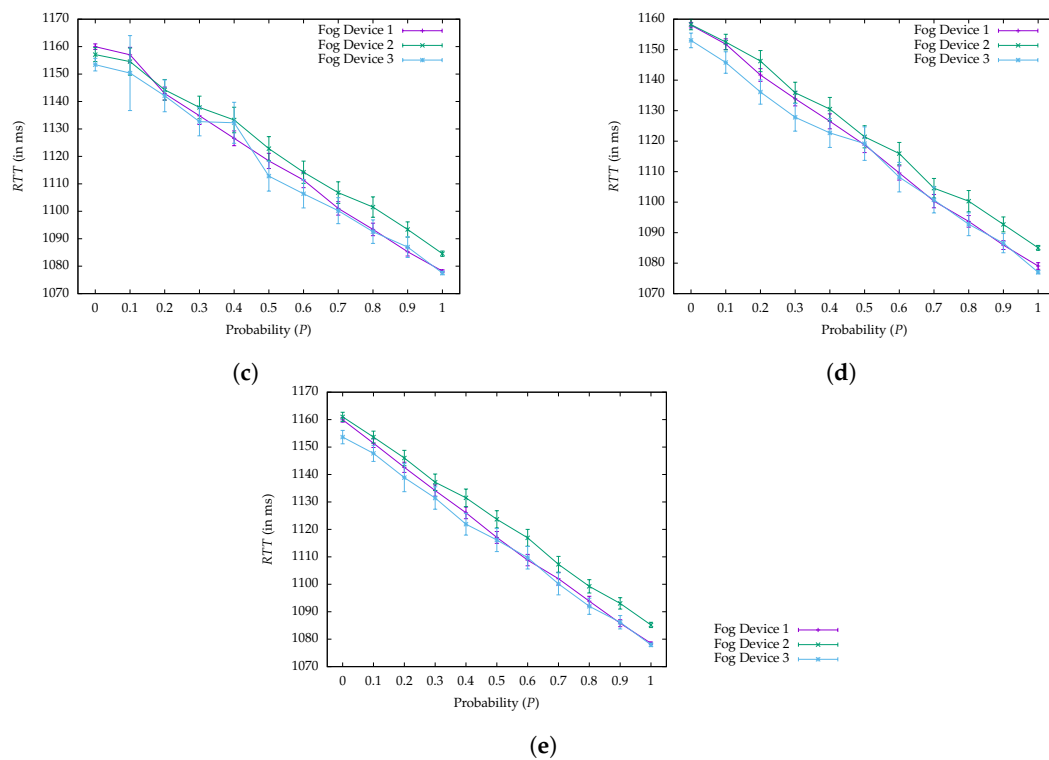 1170
1160
1150
1140
1130
1120
1110
1100
1090
1080
1070
RTT (in ms)
0 0.1 0.2 0.3 0.4 0.5 0.6 0.7 0.8 0.9 1
Probability (P)
Fog Device 1
Fog Device 2
Fog Device 3
(c)
1160
1150
1140
1130
1120
1110
1100
1090
1080
1070
RTT (in ms)
0 0.1 0.2 0.3 0.4 0.5 0.6 0.7 0.8 0.9 1
Probability (P)
Fog Device 1
Fog Device 2
Fog Device 3
(d)
1170
1160
1150
1140
1130
1120
1110
1100
1090
1080
1070
RTT (in ms)
0 0.1 0.2 0.3 0.4 0.5 0.6 0.7 0.8 0.9 1
Probability (P)
Fog Device 1
Fog Device 2
Fog Device 3
(e)